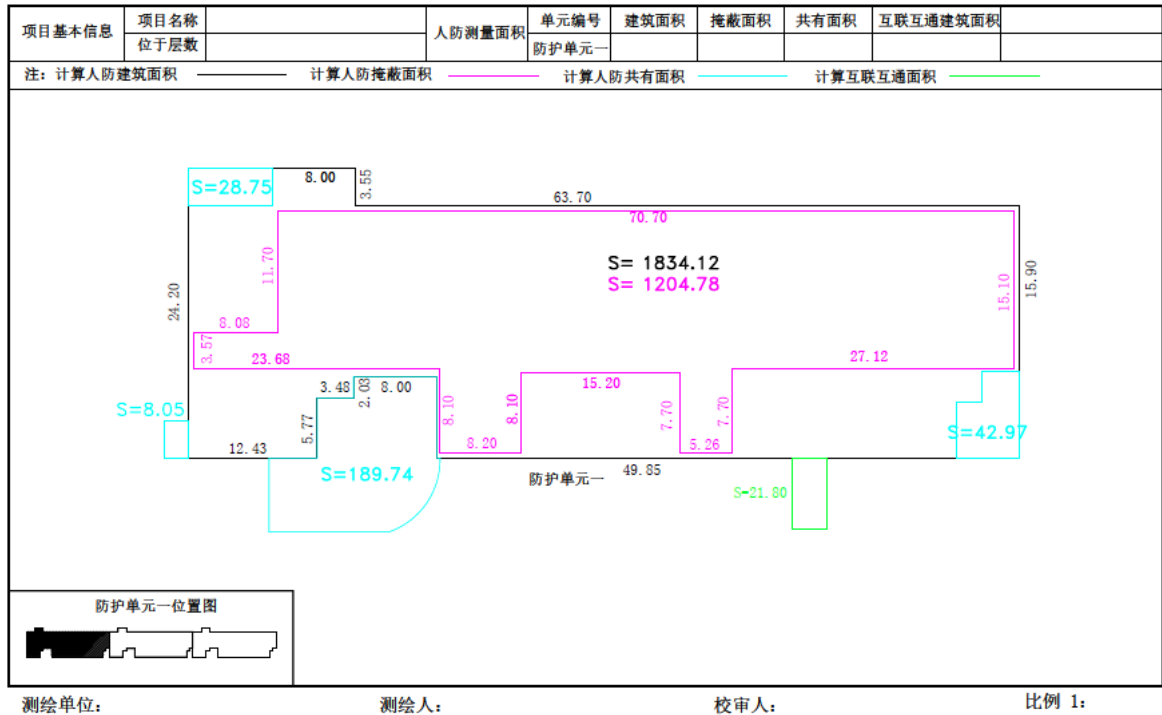 项目基本信息 项目名称 人防测量面积 单元编号 建筑面积 掩蔽面积 共有面积 互联互通建筑面积
位于层数 防护单元一
注：计算人防建筑面积 计算人防掩蔽面积 计算人防共有面积 计算互联互通面积
8.00
3.55
S=28.75
63.70
70.70
11.70
S= 1834.12
S= 1204.78
15.10
15.90
24.20
8.08
3.57
23.68
27.12
3.48
2.03
8.00
15.20
S=8.05
5.77
8.10
8.10
7.70
7.70
12.43
8.20
5.26
S=42.97
S=189.74
防护单元一
49.85
S=21.80
防护单元一位置图
测绘单位： 测绘人： 校审人： 比例 1：